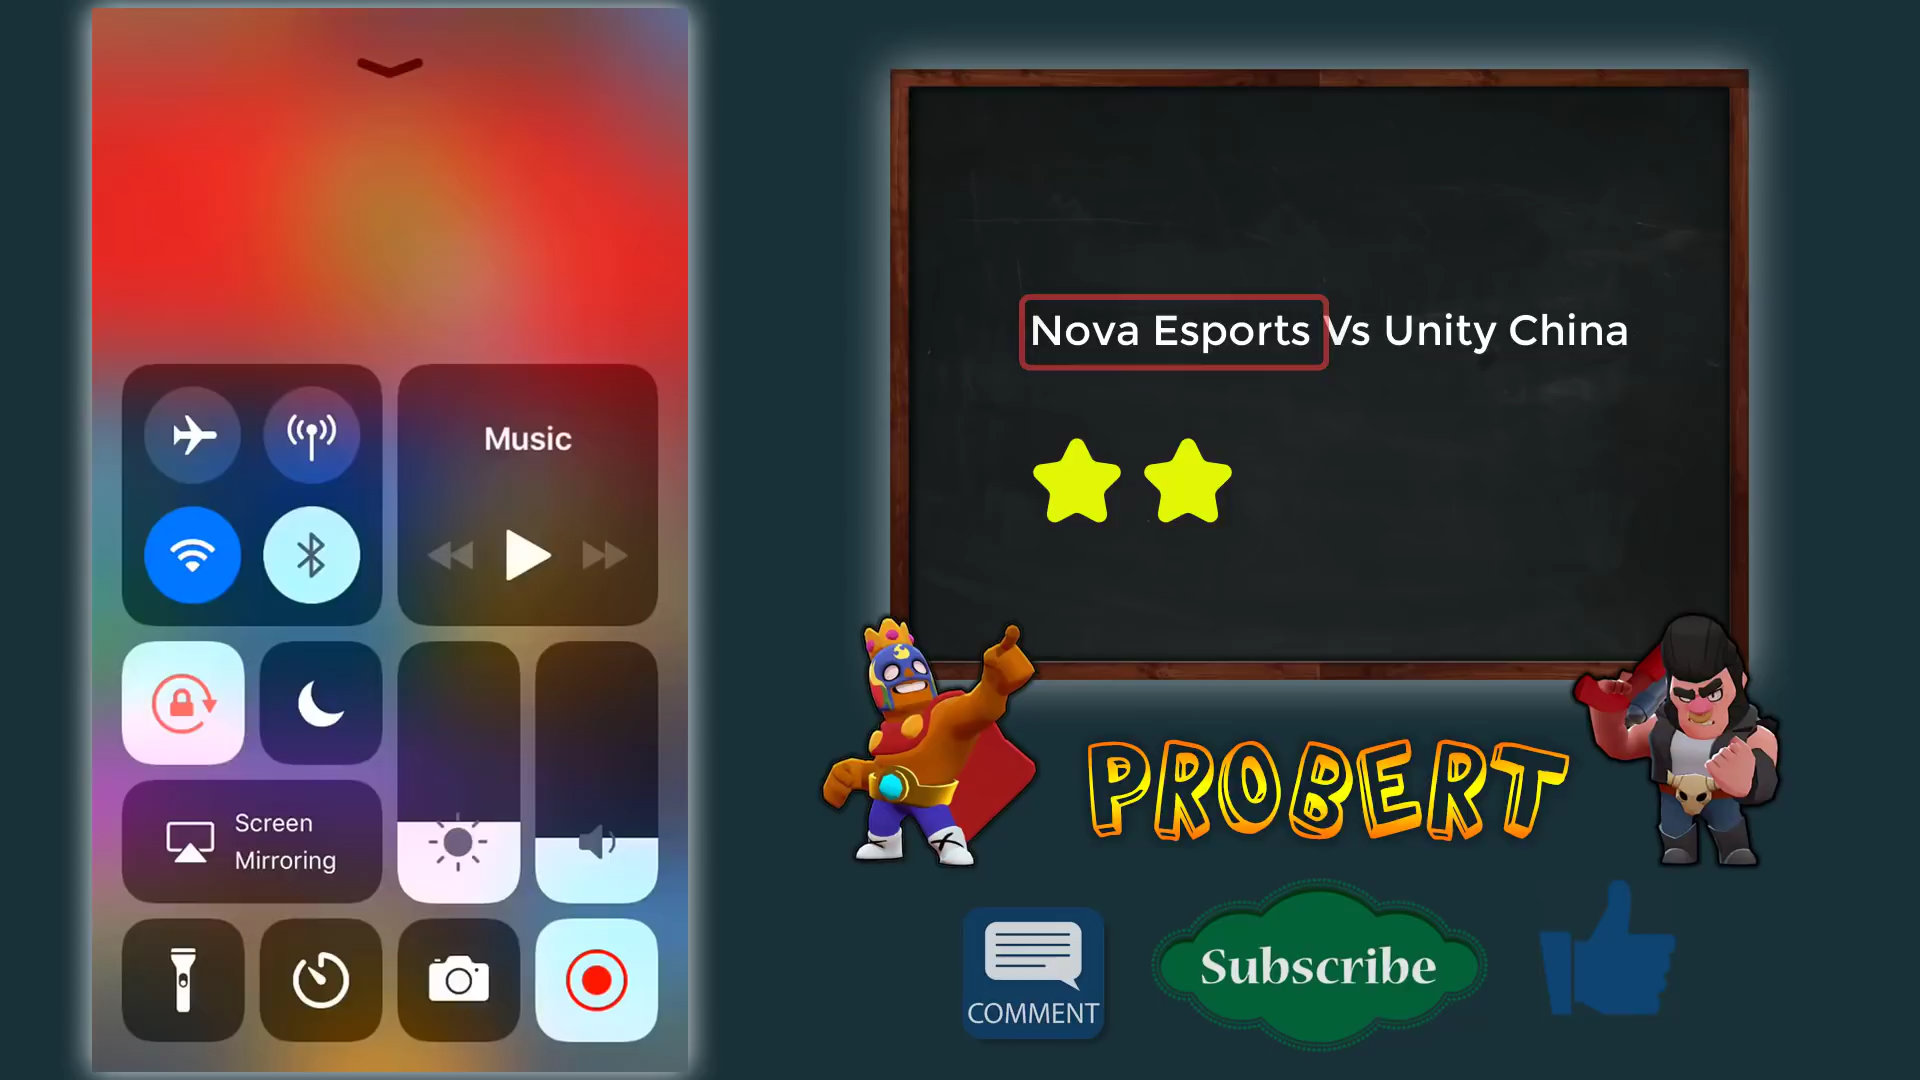 Music
Screen
Mirroring
Nova Esports Vs Unity China
PROBERT
COMMENT
Subscribe